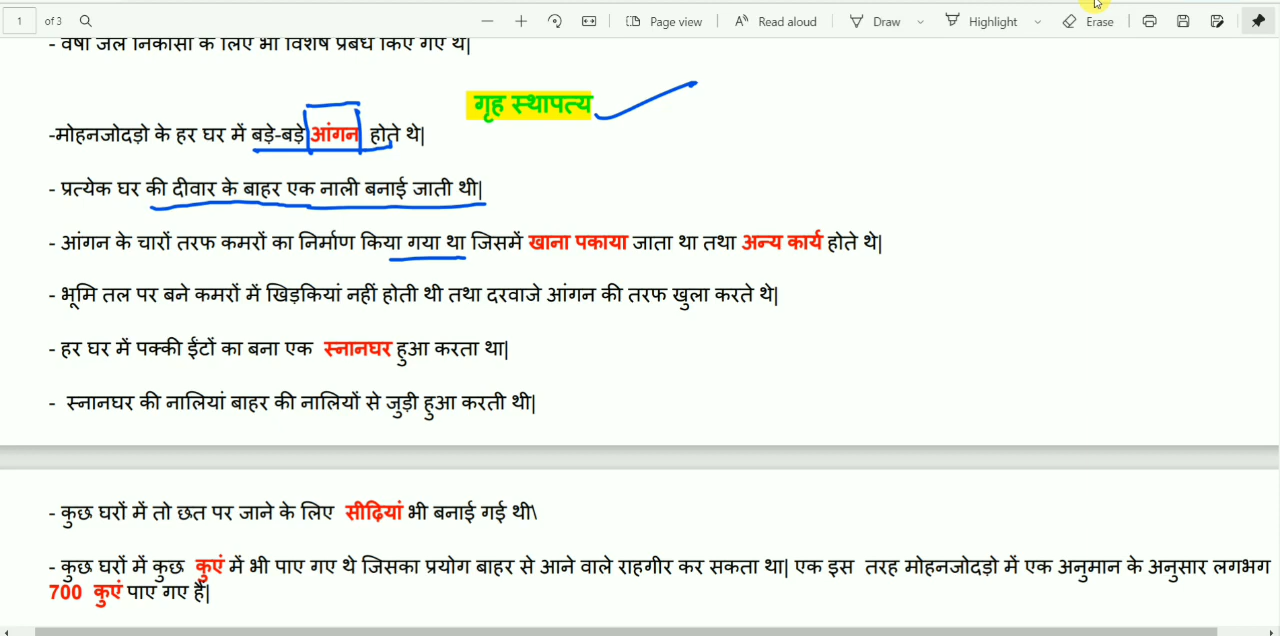 1 of 3 Page view Read aloud Draw Highlight Erase
- वर्षा जल निकासी के लिए भी विशेष प्रबंध किए गए थे|
गृह स्थापत्य
-मोहनजोदड़ो के हर घर में बड़े-बड़े आंगन होते थे|
- प्रत्येक घर की दीवार के बाहर एक नाली बनाई जाती थी|
- आंगन के चारों तरफ कमरों का निर्माण किया गया था जिसमें खाना पकाया जाता था तथा अन्य कार्य होते थे|
- भूमि तल पर बने कमरों में खिड़कियां नहीं होती थी तथा दरवाजे आंगन की तरफ खुला करते थे|
- हर घर में पक्की ईंटों का बना एक स्नानघर हुआ करता था|
- स्नानघर की नालियां बाहर की नालियों से जुड़ी हुआ करती थी|
- कुछ घरों में तो छत पर जाने के लिए सीढ़ियां भी बनाई गई थी\
- कुछ घरों में कुछ कुएं में भी पाए गए थे जिसका प्रयोग बाहर से आने वाले राहगीर कर सकता था| एक इस तरह मोहनजोदड़ो में एक अनुमान के अनुसार लगभग
700 कुएं पाए गए हैं|